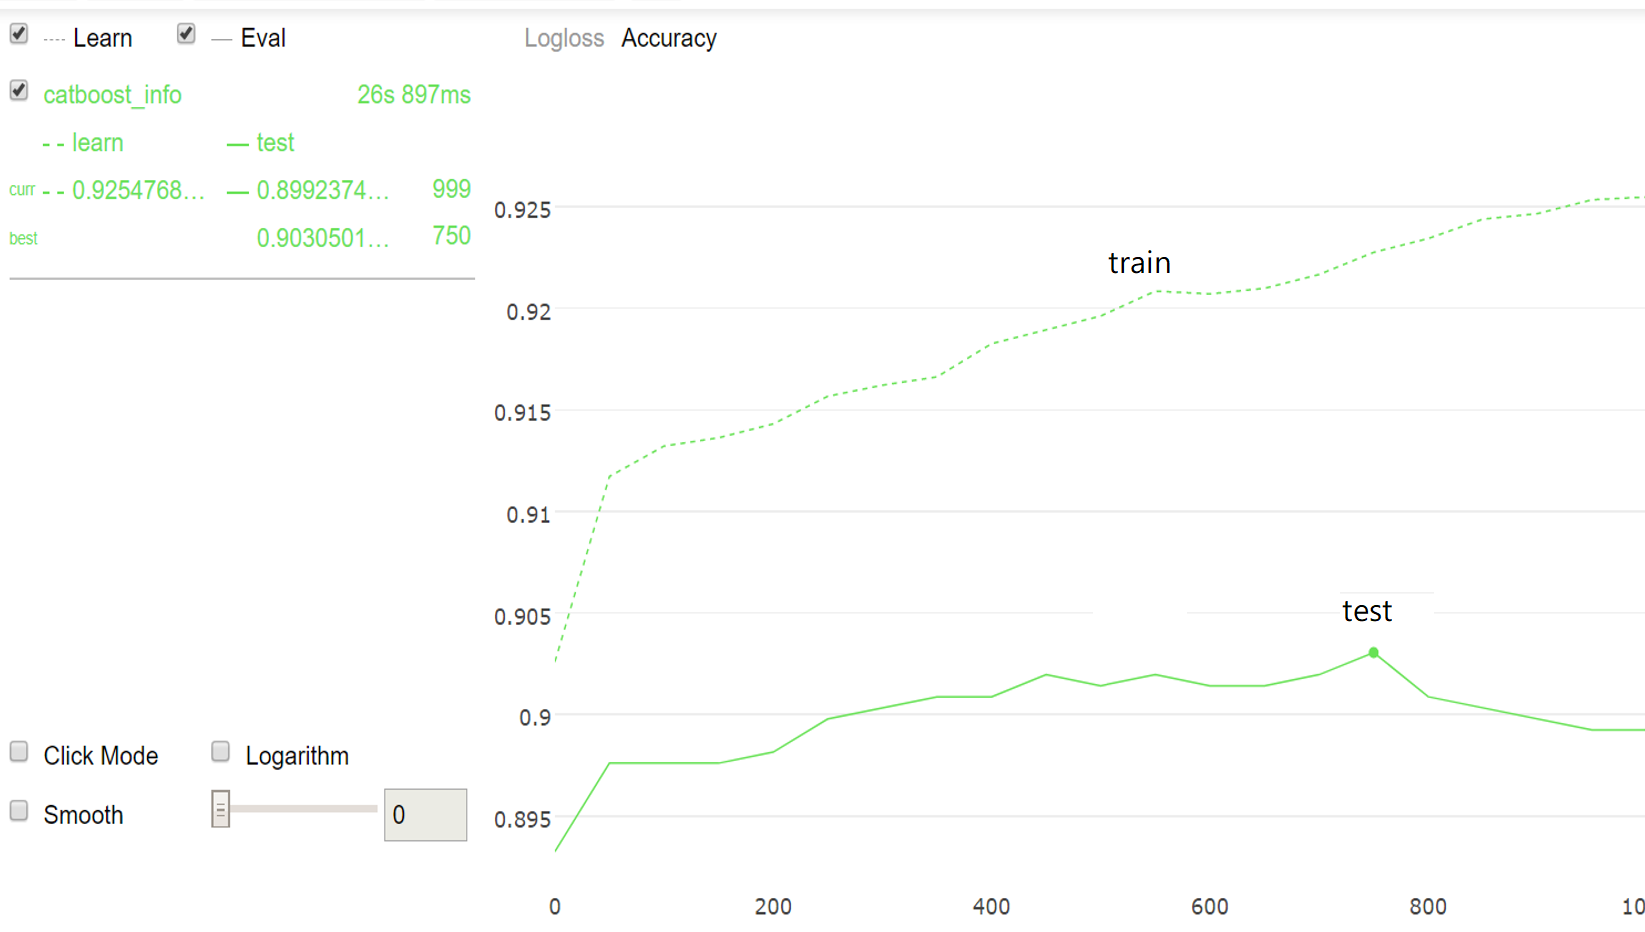 Learn Eval
Logloss Accuracy
catboost_info 26s 897ms
learn test
curr 0.9254768... 0.8992374... 999
best 0.9030501... 750
Click Mode Logarithm
Smooth 0
0.925
0.92
0.915
0.91
0.905
0.9
0.895
train
test
0 200 400 600 800 10